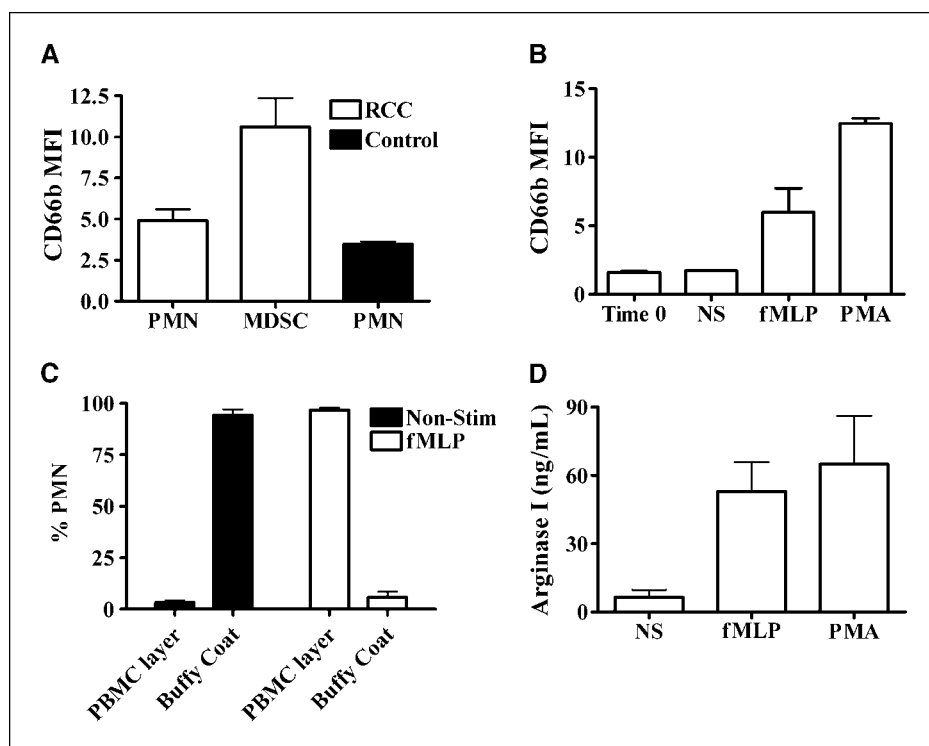 A
CD66b MFI
12.5
10.0
7.5
5.0
2.5
0.0
RCC
Control
PMN MDSC PMN
B
CD66b MFI
15
10
5
0
Time 0 NS fMLP PMA
C
% PMN
100
75
50
25
0
Non-Stim
fMLP
PBMC layer
Buffy Coat
PBMC layer
Buffy Coat
D
Arginase I (ng/mL)
90
60
30
0
NS fMLP PMA